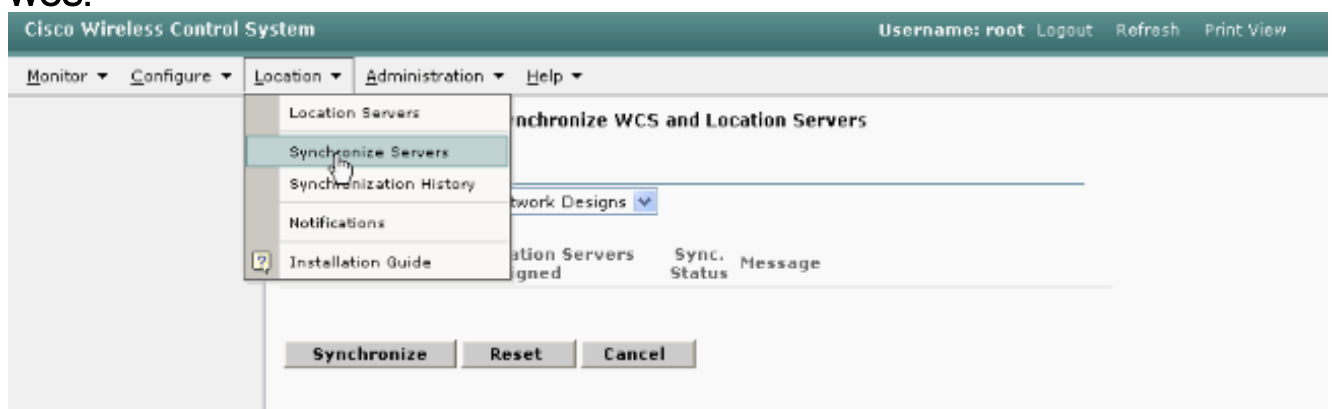 WCS.
Cisco Wireless Control System Username: root Logout Refresh Print View
Monitor Configure Location Administration Help
Location Servers
nchronize WCS and Location Servers
Synchronize Servers
Synchronization History
twork Designs
Notifications
ation Servers Sync.
Installation Guide
igned Status Message
Synchronize Reset Cancel